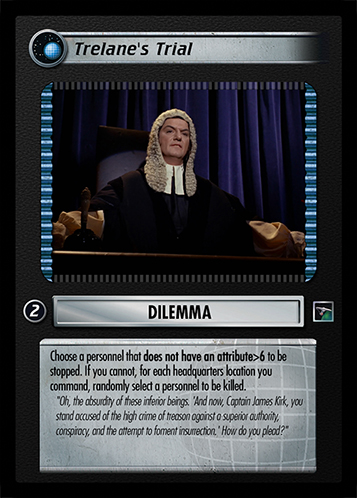 Trelane's Trial
2
DILEMMA
Choose a personnel that does not have an attribute>6 to be
stopped. If you cannot, for each headquarters location you
command, randomly select a personnel to be killed.
"Oh, the absurdity of these inferior beings. 'And now, Captain James Kirk, you
stand accused of the high crime of treason against a superior authority,
conspiracy, and the attempt to foment insurrection.' How do you plead?"